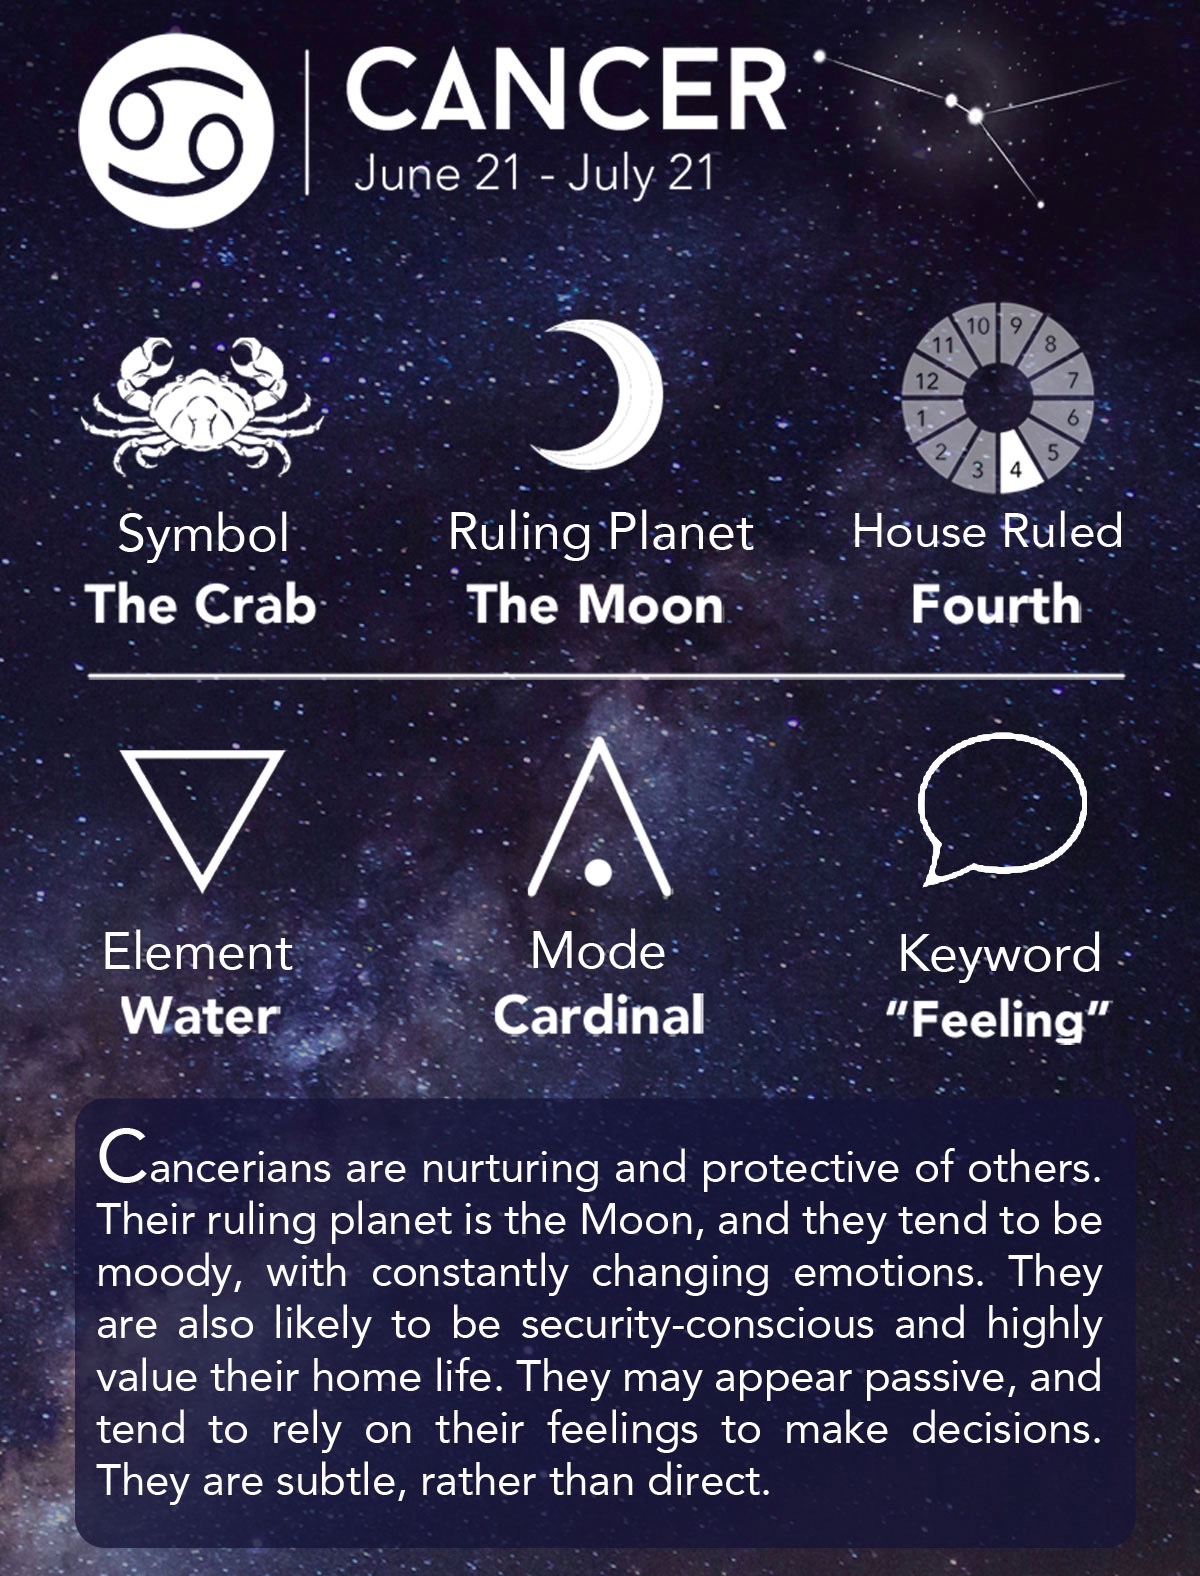 CANCER
June 21 - July 21
10 9
11 8
12 7
1 6
2 5
3 4
Symbol
The Crab
Ruling Planet
The Moon
House Ruled
Fourth
Element
Water
Mode
Cardinal
Keyword
“Feeling”
Cancerians are nurturing and protective of others.
Their ruling planet is the Moon, and they tend to be
moody, with constantly changing emotions. They
are also likely to be security-conscious and highly
value their home life. They may appear passive, and
tend to rely on their feelings to make decisions.
They are subtle, rather than direct.